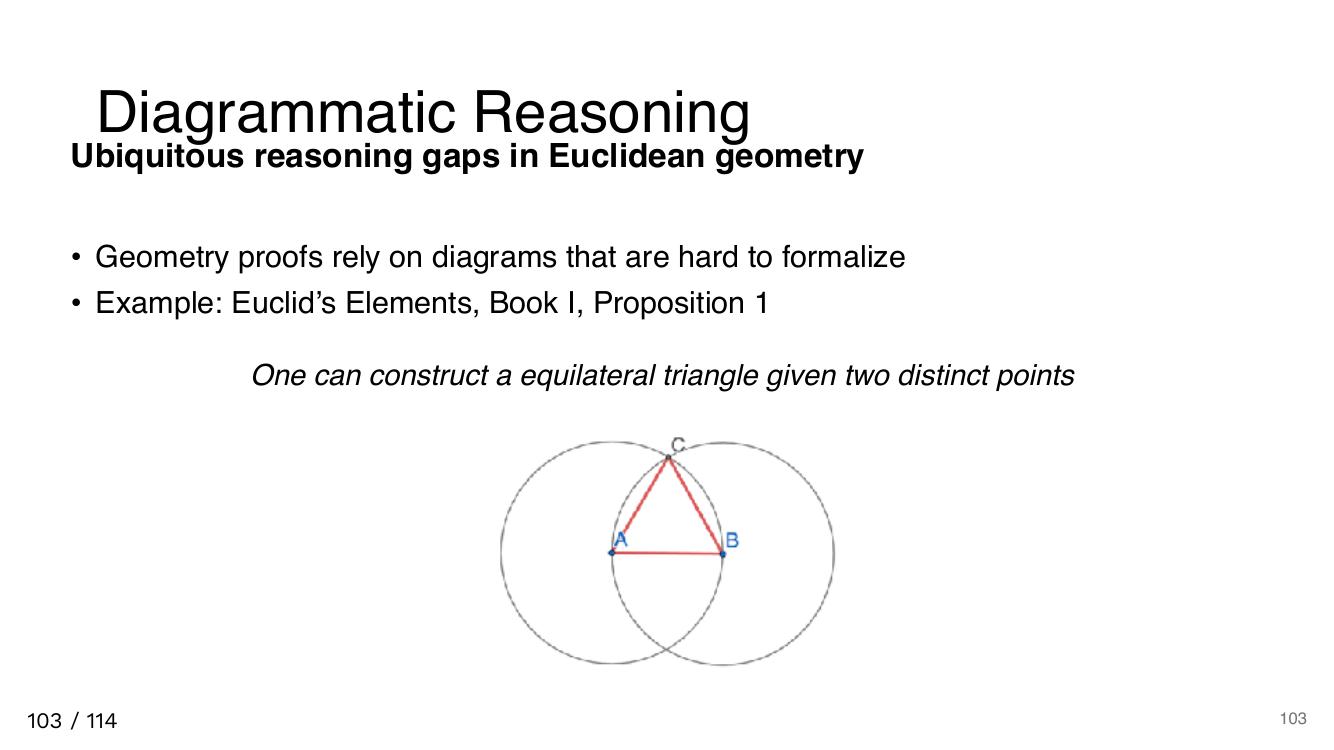 Diagrammatic Reasoning
Ubiquitous reasoning gaps in Euclidean geometry
• Geometry proofs rely on diagrams that are hard to formalize
• Example: Euclid’s Elements, Book I, Proposition 1
One can construct a equilateral triangle given two distinct points
C
A
B
103 / 114
103